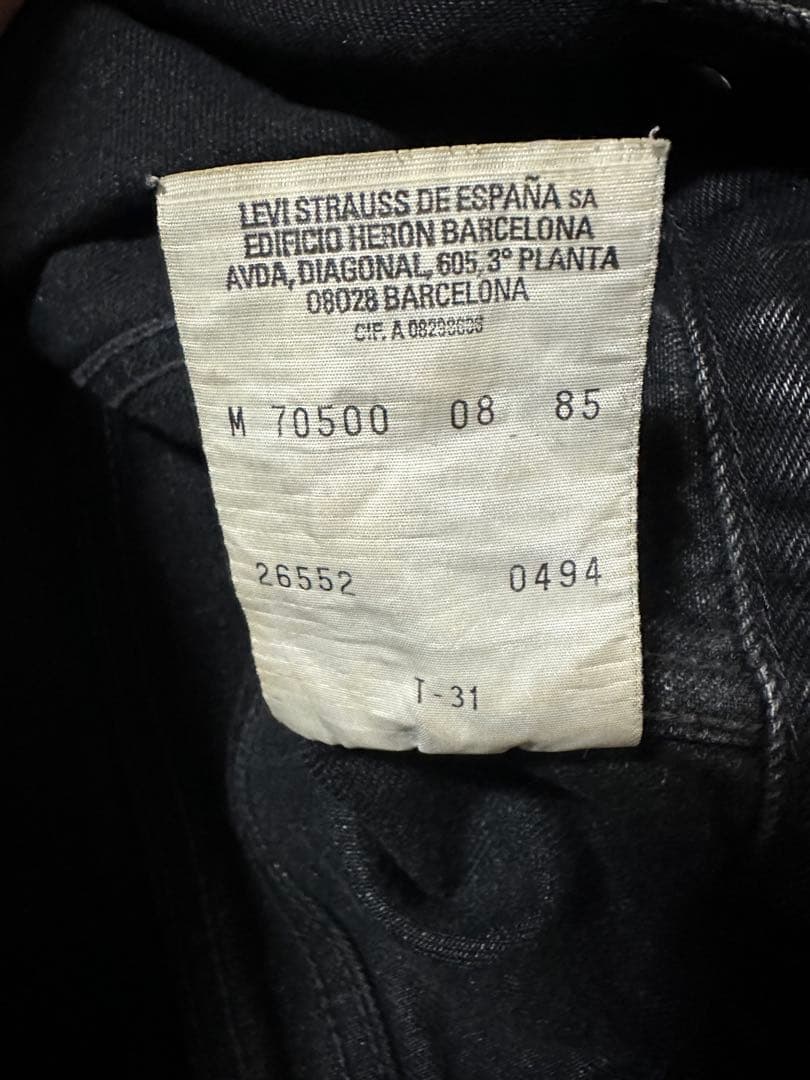 LEVI STRAUSS DE ESPAÑA SA
EDIFICIO HERON BARCELONA
AVDA, DIAGONAL, 605, 3° PLANTA
08028 BARCELONA
CIF. A
M 70500 08 85
26552 0494
T-31